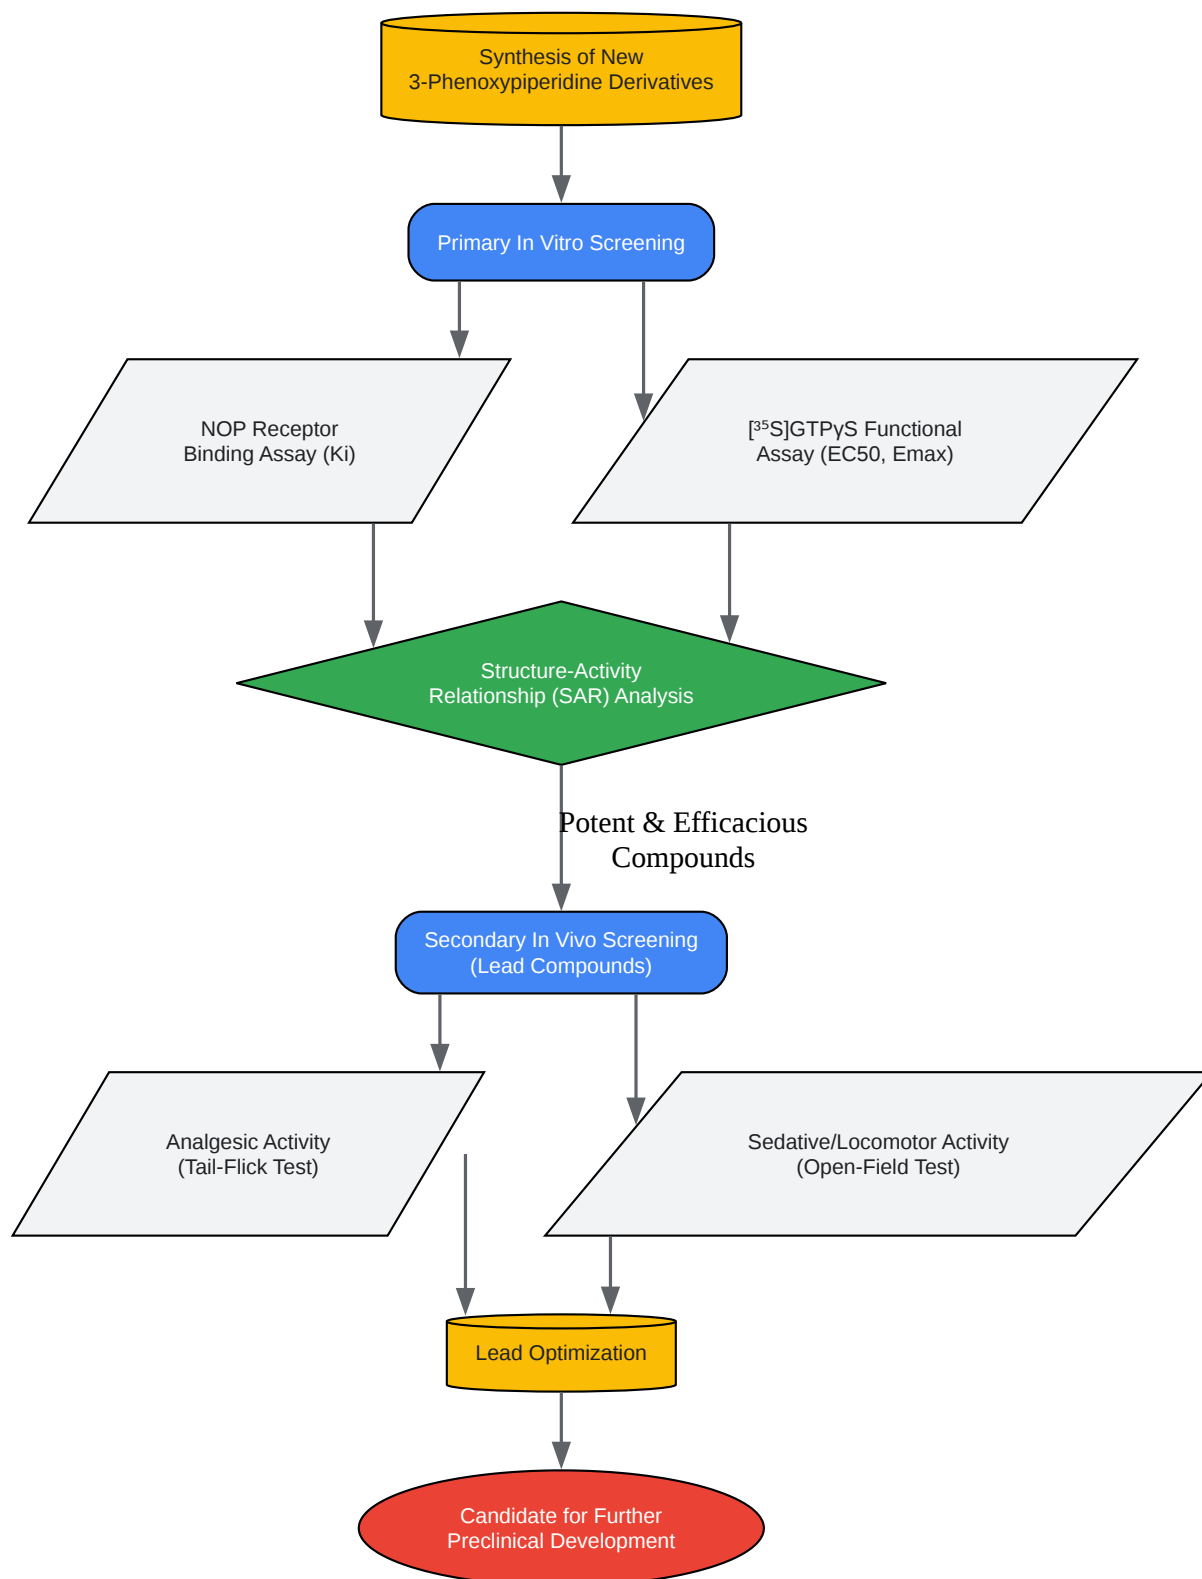 Synthesis of New
3-Phenoxypiperidine Derivatives
Primary In Vitro Screening
NOP Receptor
Binding Assay (Ki)
[³⁵S]GTPγS Functional
Assay (EC50, Emax)
Structure-Activity
Relationship (SAR) Analysis
Potent & Efficacious
Compounds
Secondary In Vivo Screening
(Lead Compounds)
Analgesic Activity
(Tail-Flick Test)
Sedative/Locomotor Activity
(Open-Field Test)
Lead Optimization
Candidate for Further
Preclinical Development